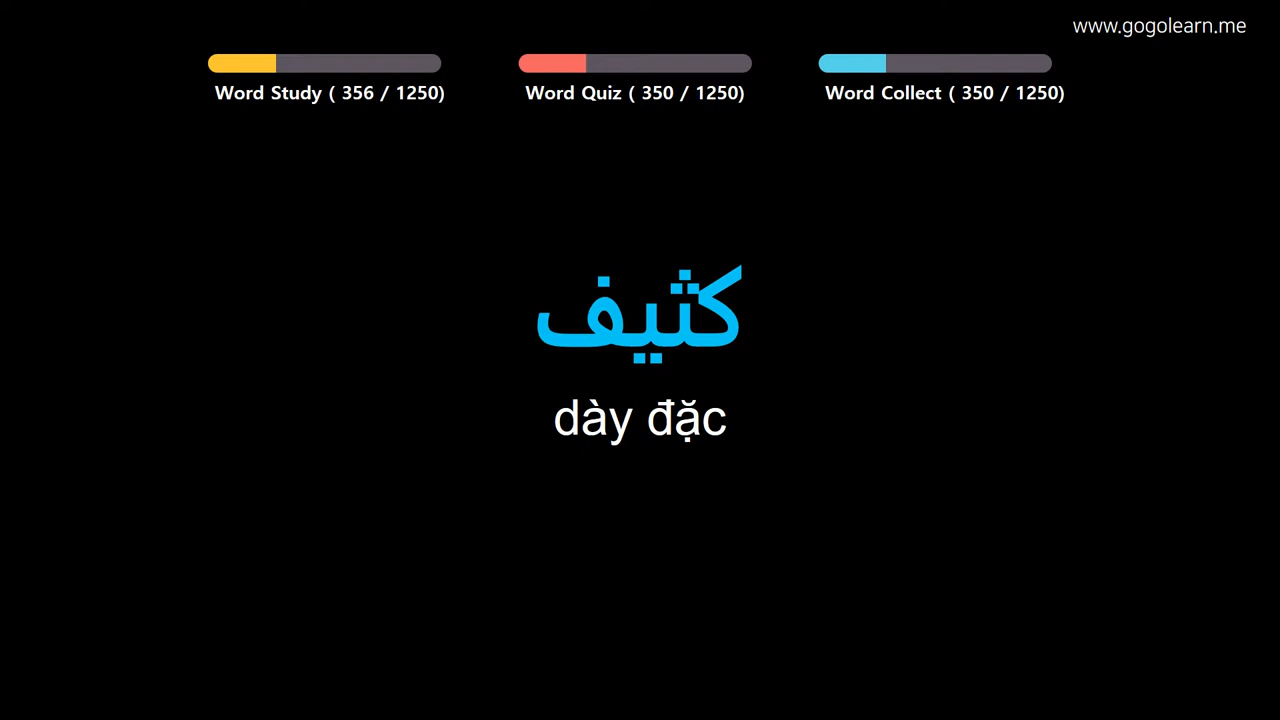 www.gogolearn.me
Word Study ( 356 / 1250)
Word Quiz ( 350 / 1250)
Word Collect ( 350 / 1250)
كثيف
dày đặc